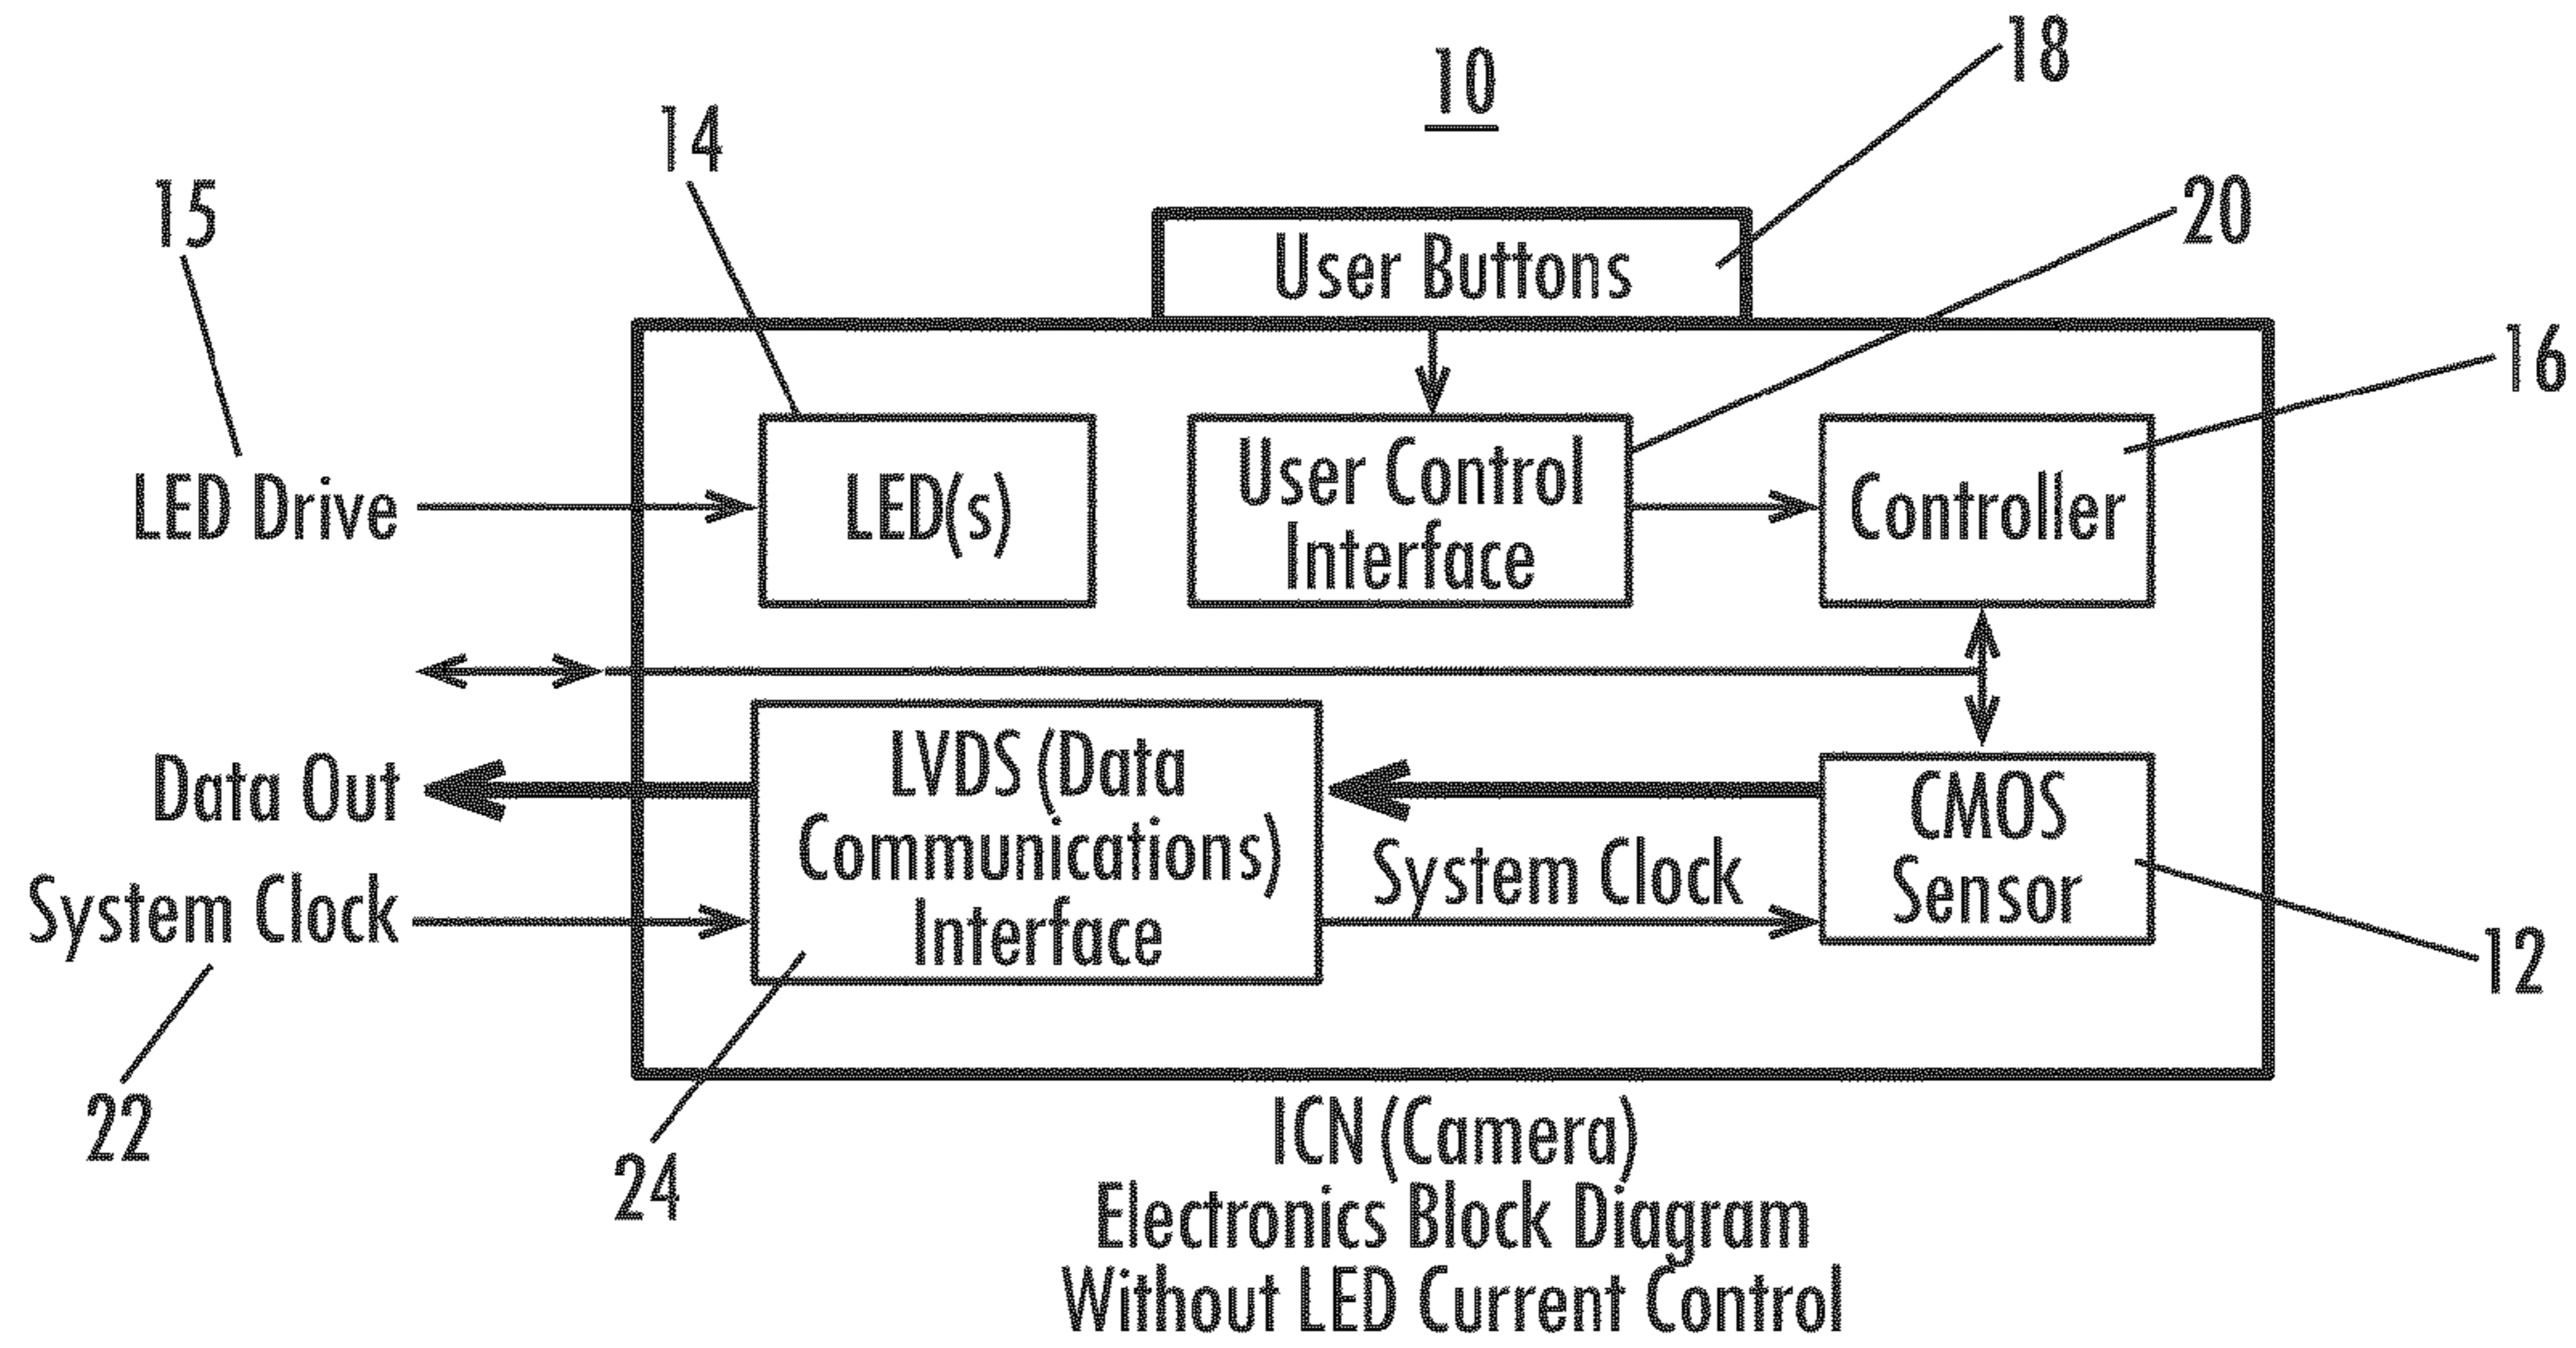 10
18
14
15
20
User Buttons
16
LED Drive
LED(s)
User Control
Interface
Controller
Data Out
LVDS (Data
Communications)
Interface
System Clock
CMOS
Sensor
System Clock
12
22
24
ICN (Camera)
Electronics Block Diagram
Without LED Current Control